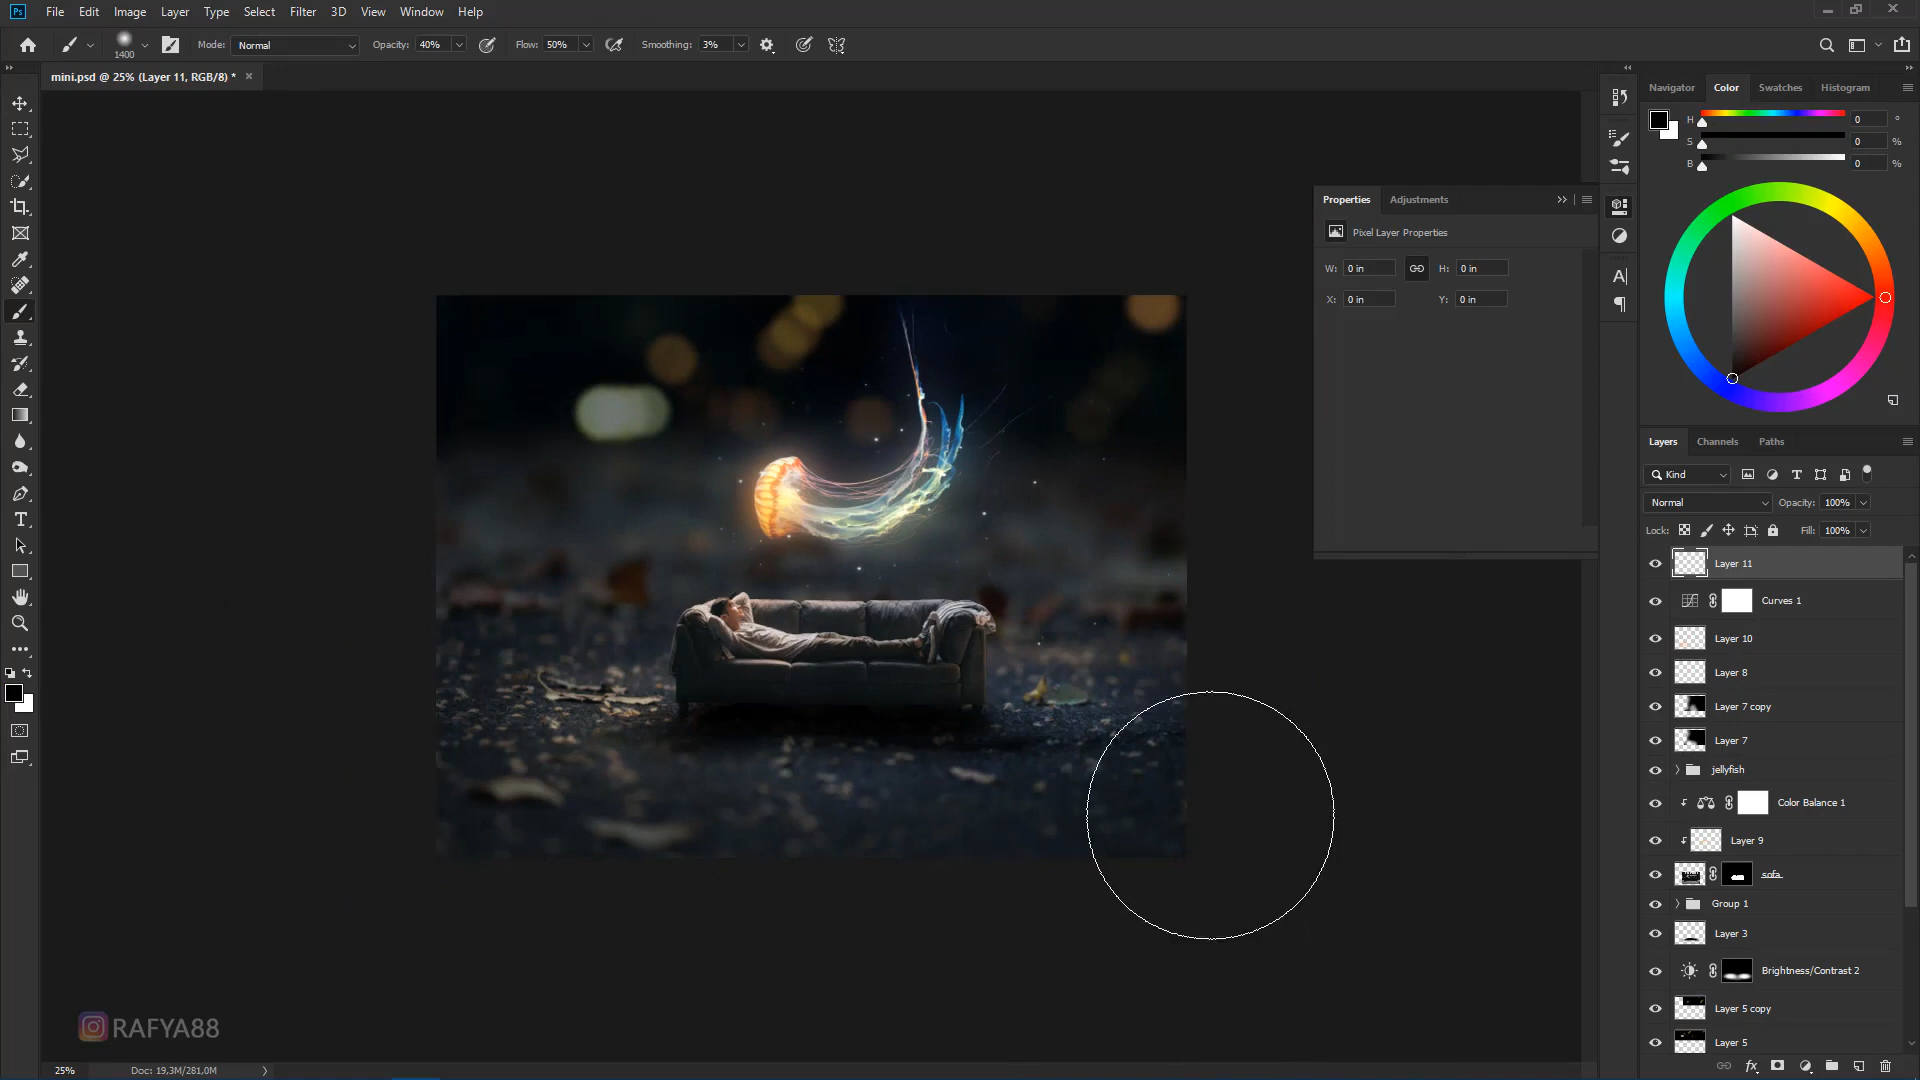 File Edit Image Layer Type Select Filter 3D View Window Help
1400 Mode: Normal Opacity: 40% Flow: 50% Smoothing: 3%
mini.psd @ 25% (Layer 11, RGB/8) *
Navigator Color Swatches Histogram
H 0 °
S 0 %
B 0 %
Properties Adjustments
Pixel Layer Properties
W: 0 in H: 0 in
X: 0 in Y: 0 in
Layers Channels Paths
Kind
Normal Opacity: 100%
Lock: Fill: 100%
Layer 11
Curves 1
Layer 10
Layer 8
Layer 7 copy
Layer 7
jellyfish
Color Balance 1
Layer 9
sofa
Group 1
Layer 3
Brightness/Contrast 2
Layer 5 copy
Layer 5
RAFYA88
25% Doc: 19,3M/281,0M